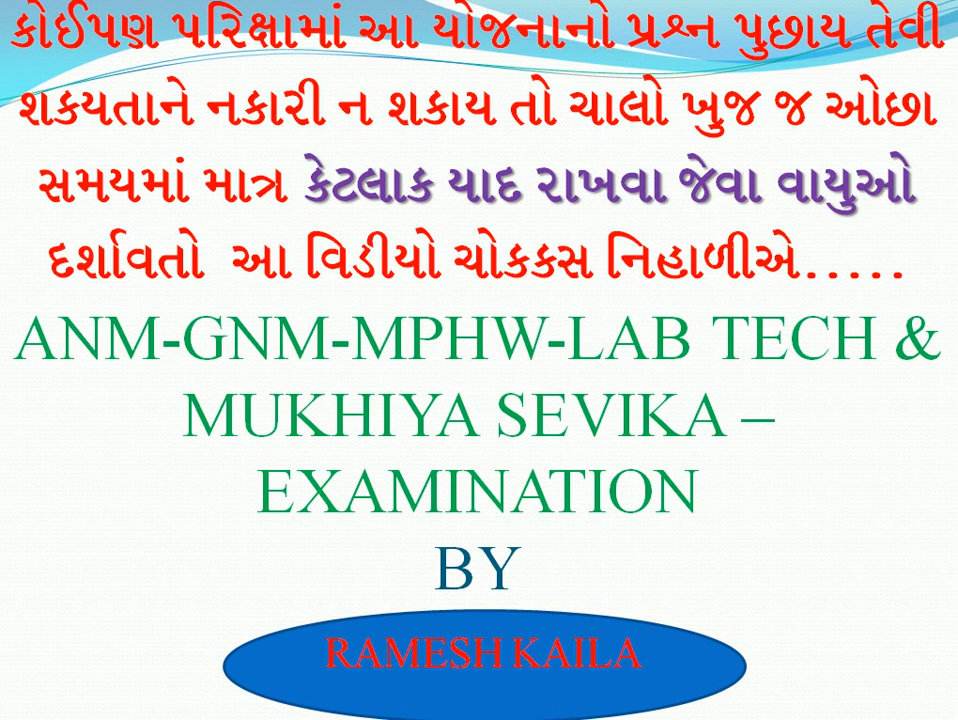 કોઈપણ પરિક્ષામાં આ યોજનાનો પ્રશ્ન પુછાય તેવી
શકયતાને નકારી ન શકાય તો ચાલો ખુજ જ ઓછા
સમયમાં માત્ર કેટલાક યાદ રાખવા જેવા વાયુઓ
દર્શાવતો આ વિડીયો ચોકકસ નિહાળીએ.....
ANM-GNM-MPHW-LAB TECH &
MUKHIYA SEVIKA –
EXAMINATION
BY
RAMESH KAILA